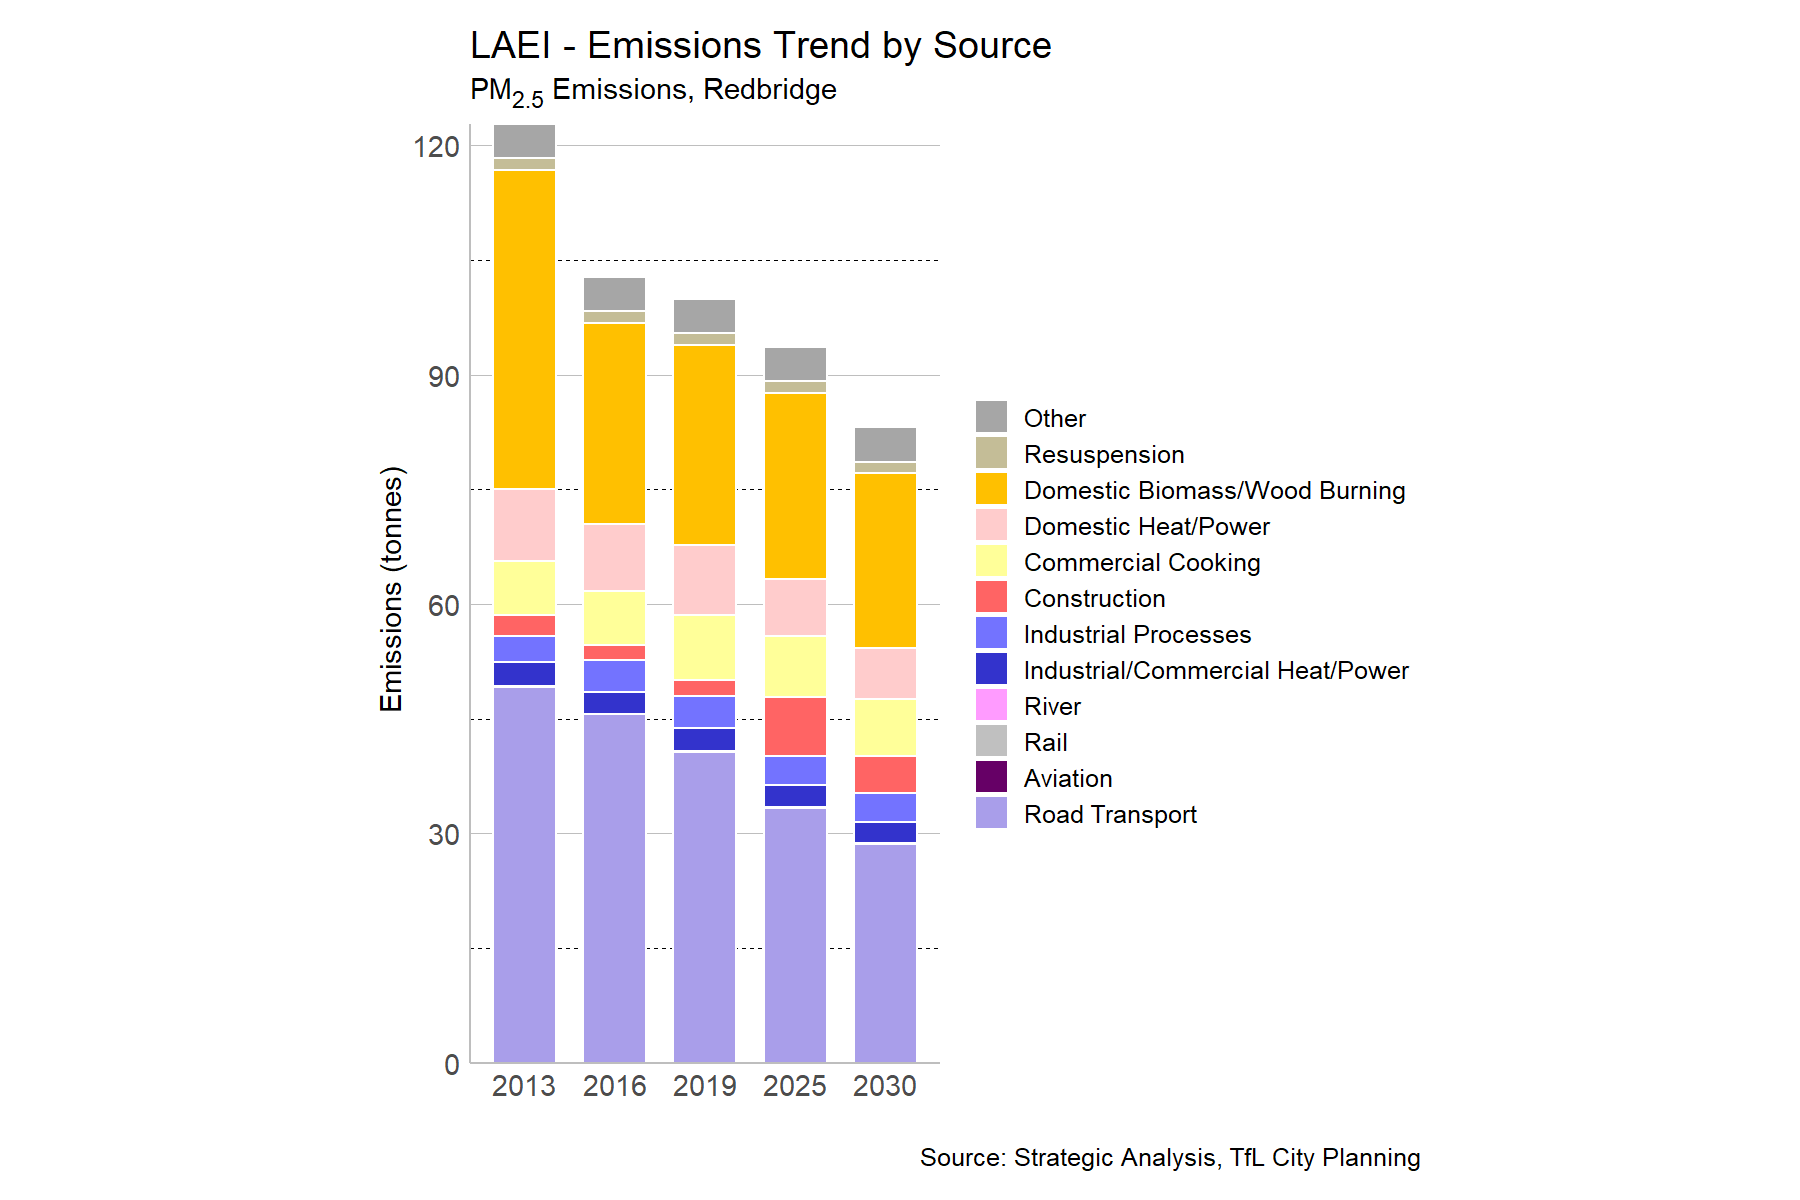 LAEI - Emissions Trend by Source
PM2.5 Emissions, Redbridge
Emissions (tonnes)
120
90
60
30
0
2013 2016 2019 2025 2030
Other
Resuspension
Domestic Biomass/Wood Burning
Domestic Heat/Power
Commercial Cooking
Construction
Industrial Processes
Industrial/Commercial Heat/Power
River
Rail
Aviation
Road Transport
Source: Strategic Analysis, TfL City Planning